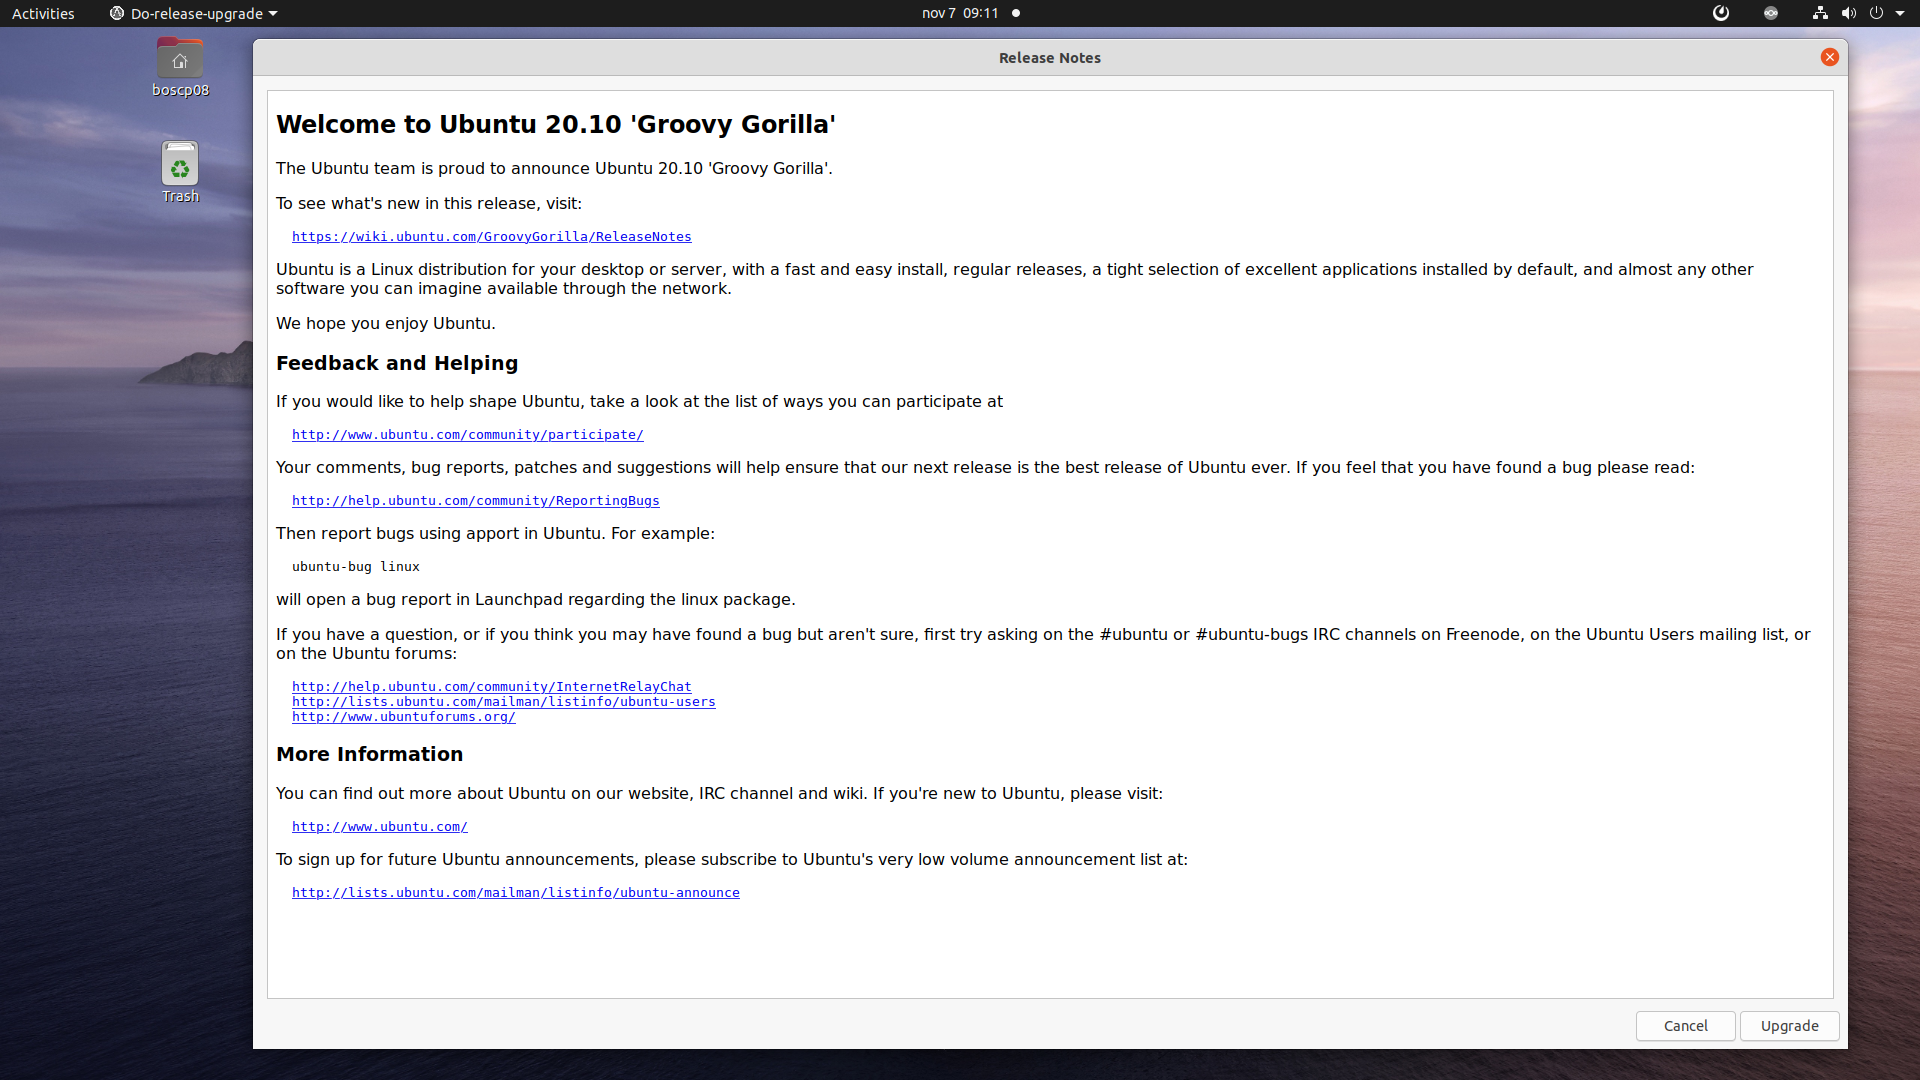 Activities
Do-release-upgrade
nov 7 09:11
boscp08
Trash
Release Notes
Welcome to Ubuntu 20.10 'Groovy Gorilla'
The Ubuntu team is proud to announce Ubuntu 20.10 'Groovy Gorilla'.
To see what's new in this release, visit:
https://wiki.ubuntu.com/GroovyGorilla/ReleaseNotes
Ubuntu is a Linux distribution for your desktop or server, with a fast and easy install, regular releases, a tight selection of excellent applications installed by default, and almost any other
software you can imagine available through the network.
We hope you enjoy Ubuntu.
Feedback and Helping
If you would like to help shape Ubuntu, take a look at the list of ways you can participate at
http://www.ubuntu.com/community/participate/
Your comments, bug reports, patches and suggestions will help ensure that our next release is the best release of Ubuntu ever. If you feel that you have found a bug please read:
http://help.ubuntu.com/community/ReportingBugs
Then report bugs using apport in Ubuntu. For example:
ubuntu-bug linux
will open a bug report in Launchpad regarding the linux package.
If you have a question, or if you think you may have found a bug but aren't sure, first try asking on the #ubuntu or #ubuntu-bugs IRC channels on Freenode, on the Ubuntu Users mailing list, or
on the Ubuntu forums:
http://help.ubuntu.com/community/InternetRelayChat
http://lists.ubuntu.com/mailman/listinfo/ubuntu-users
http://www.ubuntuforums.org/
More Information
You can find out more about Ubuntu on our website, IRC channel and wiki. If you're new to Ubuntu, please visit:
http://www.ubuntu.com/
To sign up for future Ubuntu announcements, please subscribe to Ubuntu's very low volume announcement list at:
http://lists.ubuntu.com/mailman/listinfo/ubuntu-announce
Cancel
Upgrade